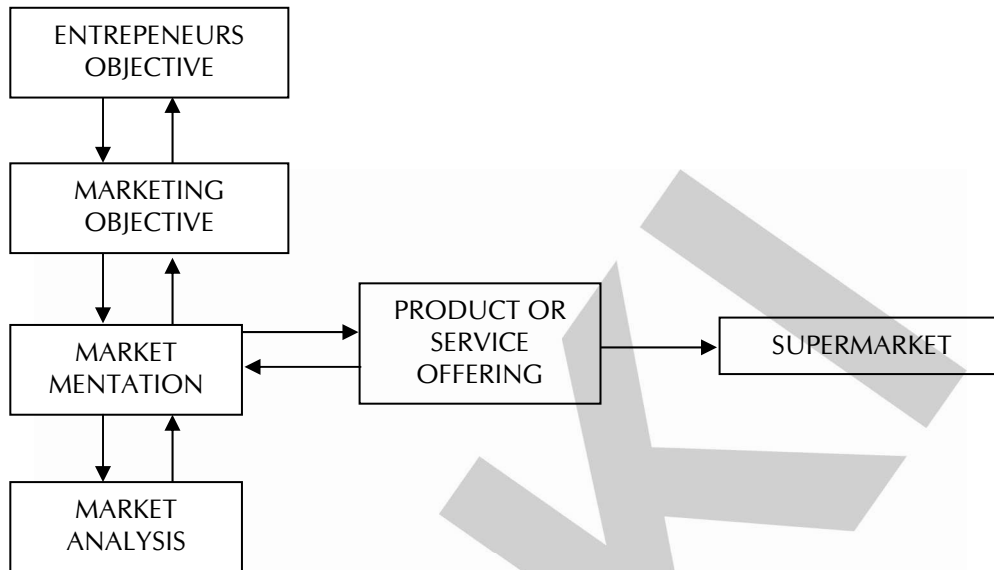 ENTREPENEURS
OBJECTIVE
MARKETING
OBJECTIVE
MARKET
MENTATION
PRODUCT OR
SERVICE
OFFERING
SUPERMARKET
MARKET
ANALYSIS